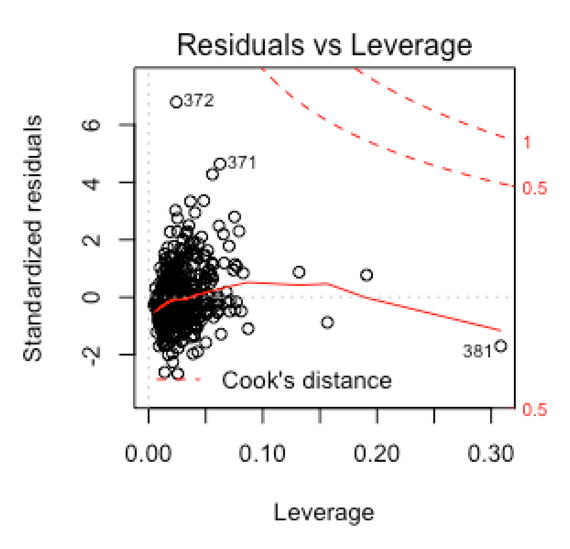 Residuals vs Leverage
Standardized residuals
6
4
2
0
-2
372
371
1
0.5
381
Cook's distance
0.5
0.00 0.10 0.20 0.30
Leverage